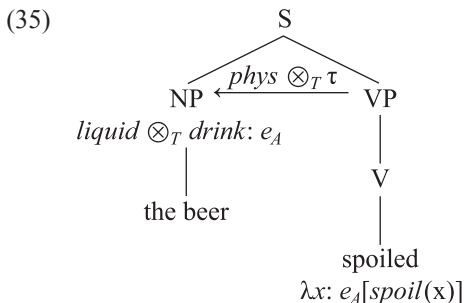 (35)
S
phys ⊗T τ
NP VP
liquid ⊗T drink: eA
V
the beer
spoiled
λx: eA[spoil(x)]